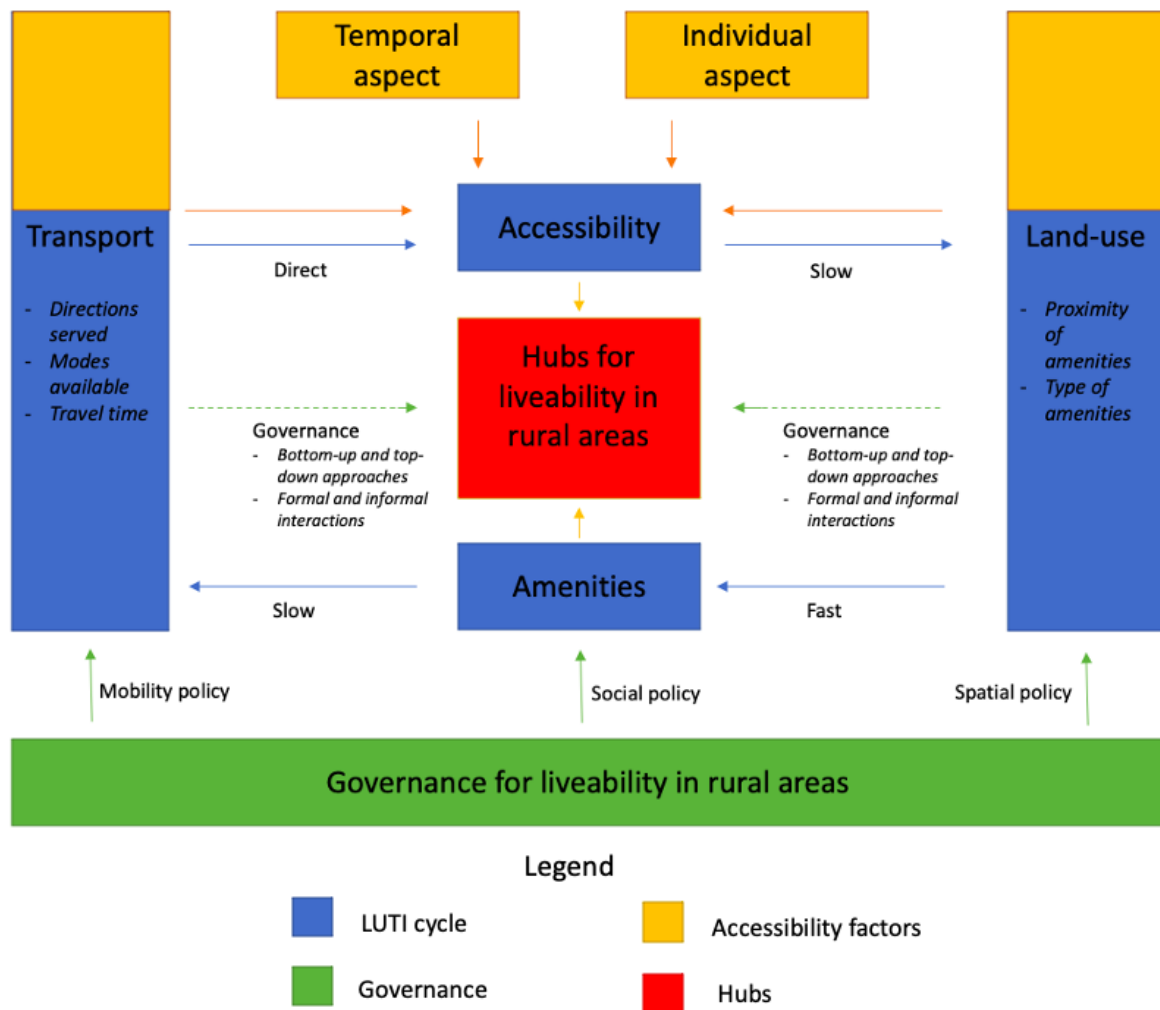 Temporal
aspect
Individual
aspect
Transport
- Directions
served
- Modes
available
- Travel time
Direct
Accessibility
Slow
Land-use
- Proximity
of
amenities
- Type of
amenities
Hubs for
liveability in
rural areas
Governance
- Bottom-up and top-
down approaches
- Formal and informal
interactions
Governance
- Bottom-up and top-
down approaches
- Formal and informal
interactions
Slow
Amenities
Fast
Mobility policy
Social policy
Spatial policy
Governance for liveability in rural areas
Legend
LUTI cycle
Accessibility factors
Governance
Hubs